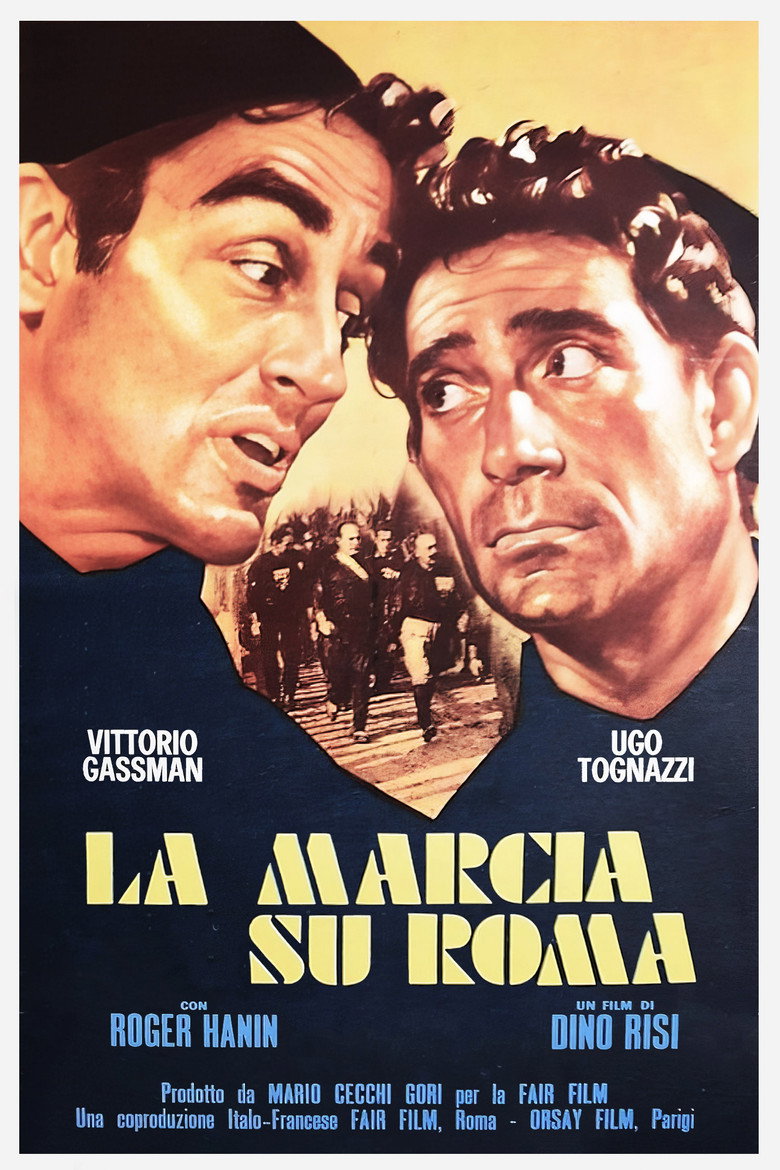 VITTORIO
GASSMAN
UGO
TOGNAZZI
LA MARCIA
SU ROMA
CON
ROGER HANIN
UN FILM DI
DINO RISI
Prodotto da MARIO CECCHI GORI per la FAIR FILM
Una coproduzione Italo-Francese FAIR FILM, Roma - ORSAY FILM, Parigi